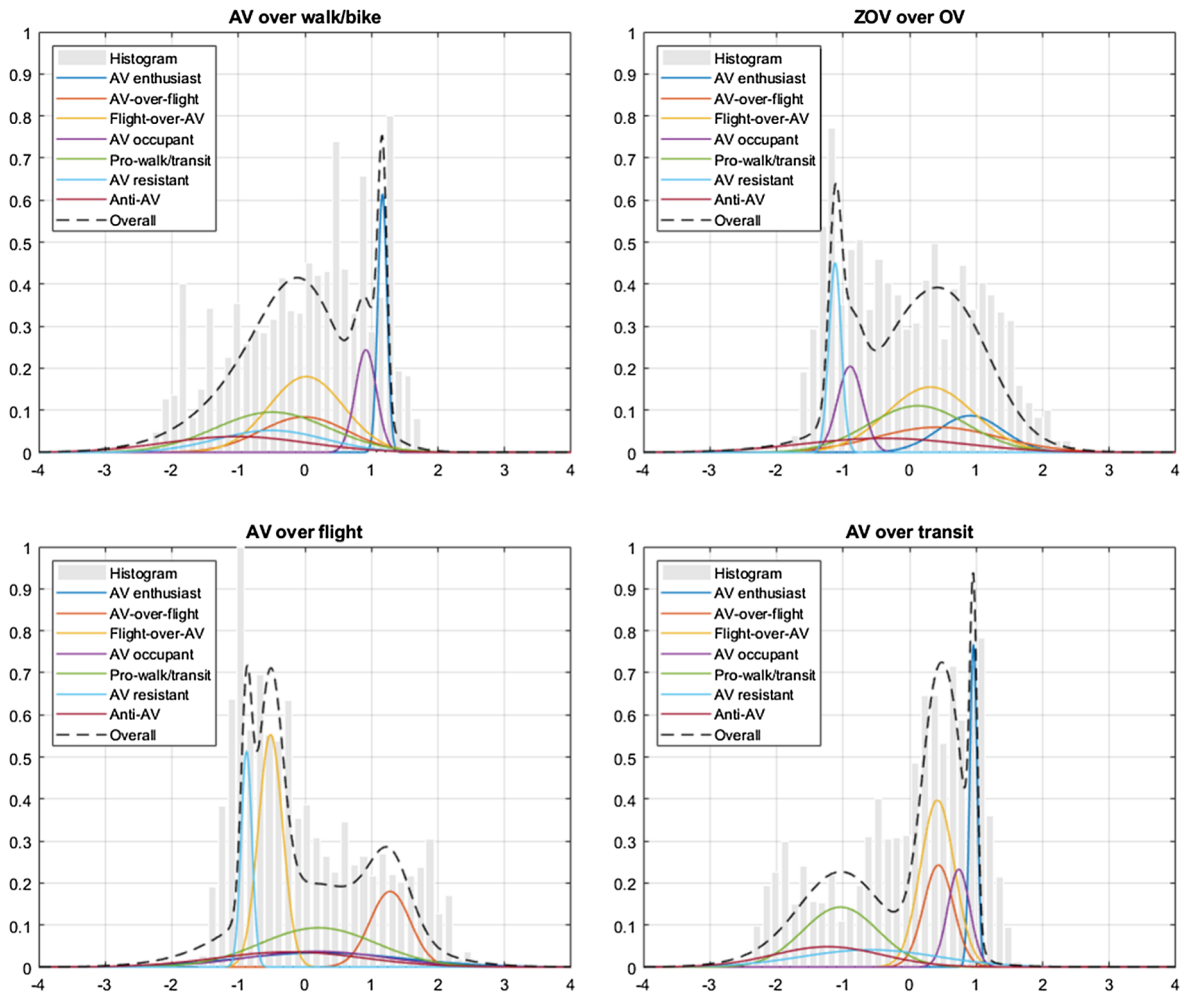 AV over walk/bike
1
0.9
0.8
0.7
0.6
0.5
0.4
0.3
0.2
0.1
0
Histogram
AV enthusiast
AV-over-flight
Flight-over-AV
AV occupant
Pro-walk/transit
AV resistant
Anti-AV
Overall
-4 -3 -2 -1 0 1 2 3 4
ZOV over OV
1
0.9
0.8
0.7
0.6
0.5
0.4
0.3
0.2
0.1
0
Histogram
AV enthusiast
AV-over-flight
Flight-over-AV
AV occupant
Pro-walk/transit
AV resistant
Anti-AV
Overall
-4 -3 -2 -1 0 1 2 3 4
AV over flight
1
0.9
0.8
0.7
0.6
0.5
0.4
0.3
0.2
0.1
0
Histogram
AV enthusiast
AV-over-flight
Flight-over-AV
AV occupant
Pro-walk/transit
AV resistant
Anti-AV
Overall
-4 -3 -2 -1 0 1 2 3 4
AV over transit
1
0.9
0.8
0.7
0.6
0.5
0.4
0.3
0.2
0.1
0
Histogram
AV enthusiast
AV-over-flight
Flight-over-AV
AV occupant
Pro-walk/transit
AV resistant
Anti-AV
Overall
-4 -3 -2 -1 0 1 2 3 4